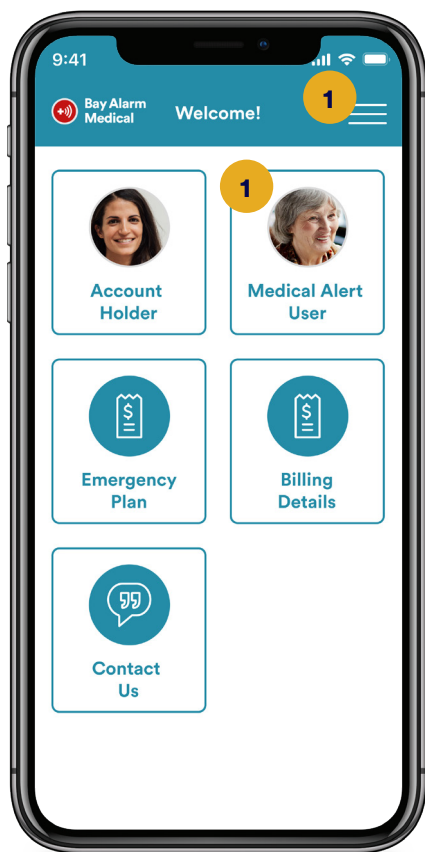 9:41
Bay Alarm
Medical
Welcome!
1
1
Account
Holder
Medical Alert
User
Emergency
Plan
$
Billing
Details
$
Contact
Us